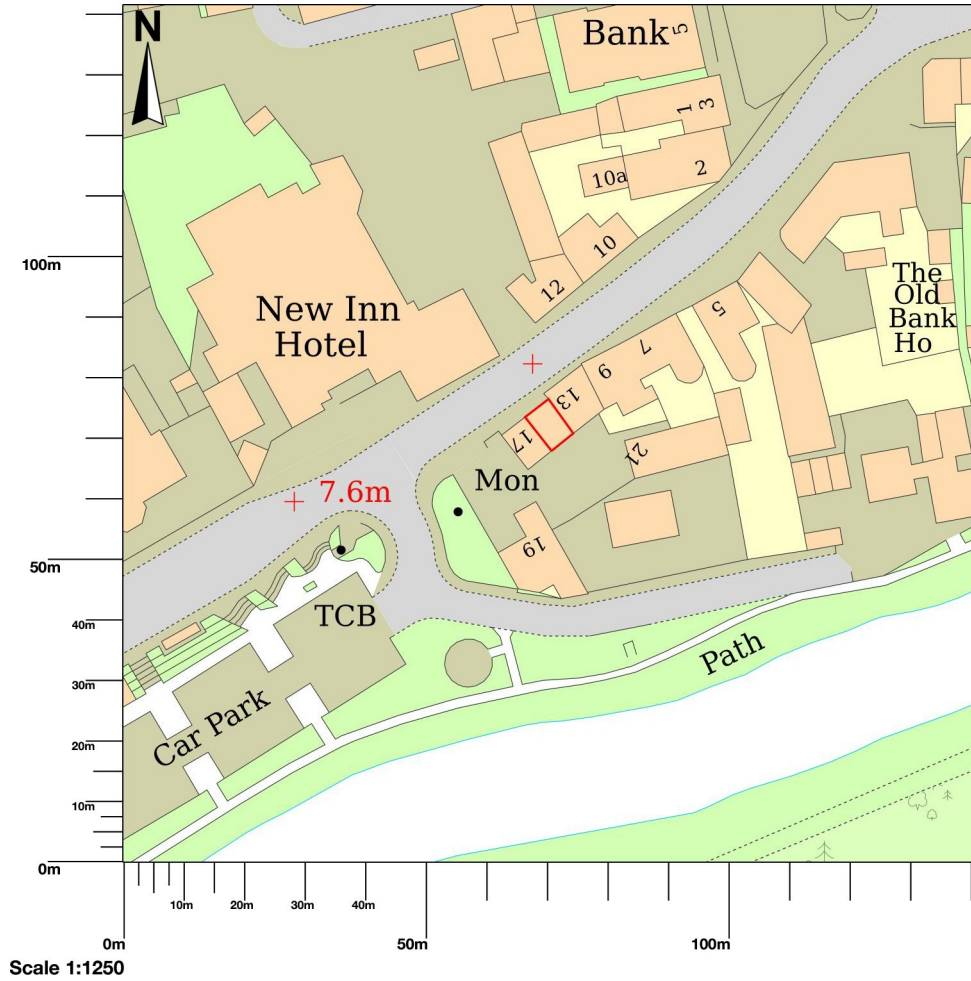 N
Bank
5
1
3
2
10a
10
12
100m
New Inn
Hotel
The
Old
Bank
Ho
5
7
9
13
17
21
Mon
7.6m
19
50m
TCB
40m
Path
30m
Car Park
20m
10m
0m
10m
20m
30m
40m
0m
50m
100m
Scale 1:1250